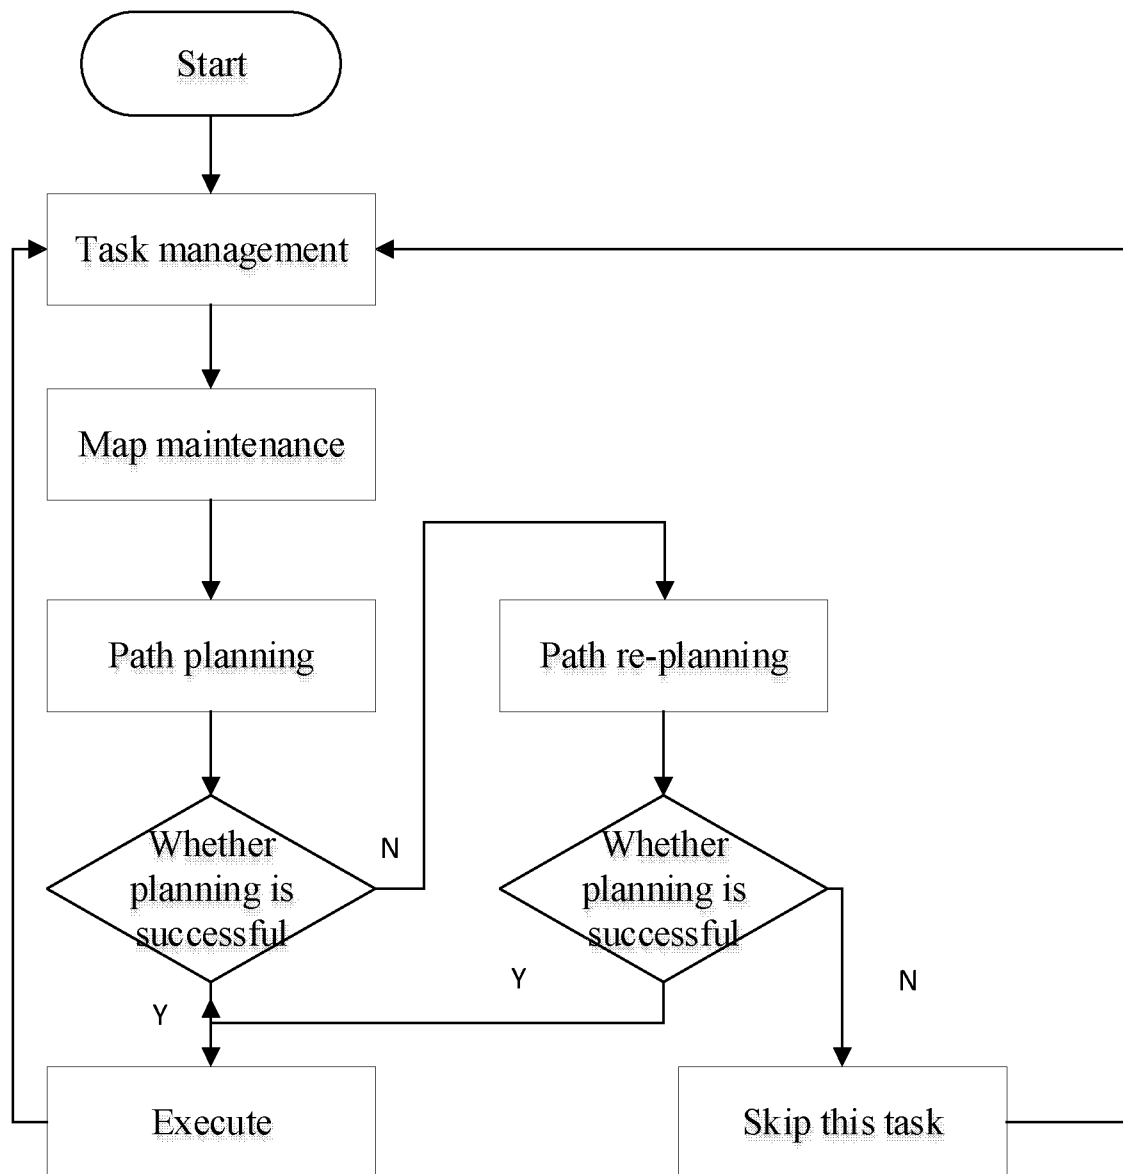 Start
Task management
Map maintenance
Path planning
Path re-planning
Whether
planning is
successful
N
Whether
planning is
successful
Y
Y
N
Execute
Skip this task